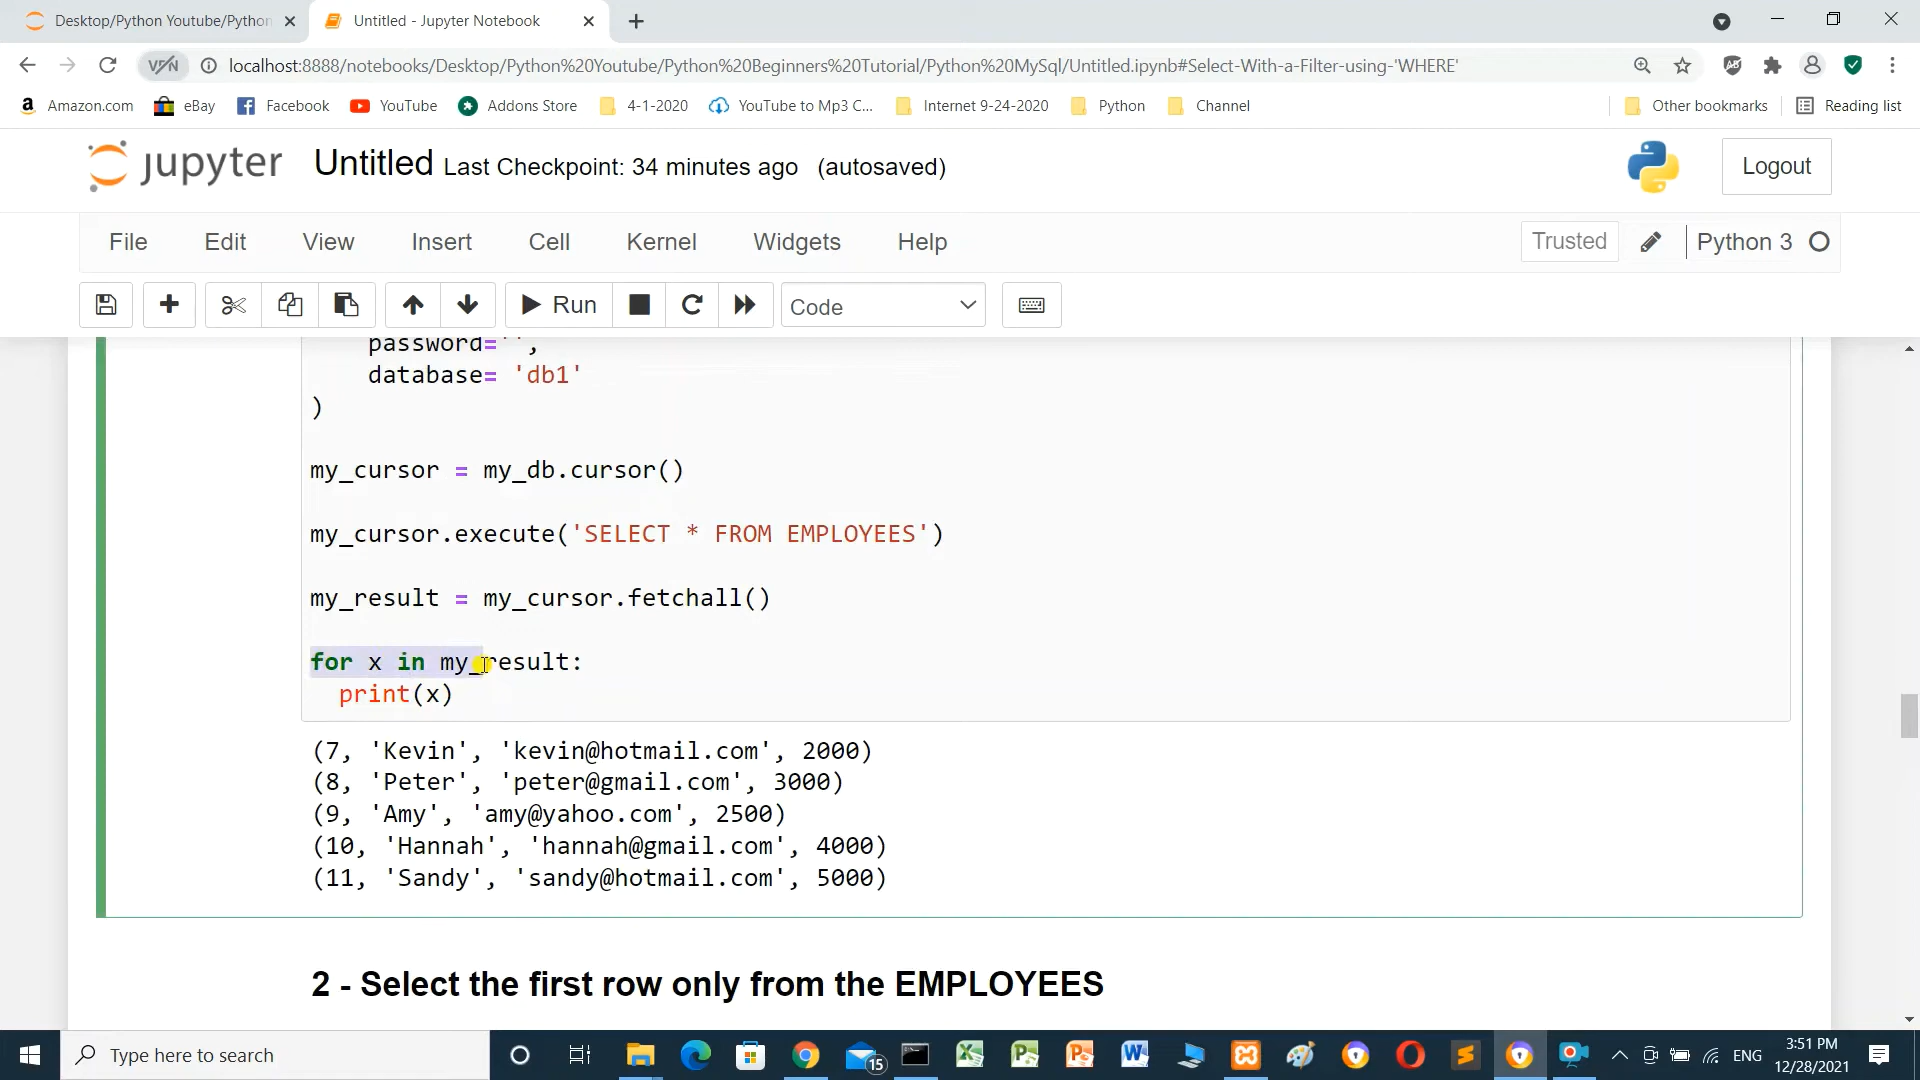 Desktop/Python Youtube/Python
Untitled - Jupyter Notebook
VPN
localhost:8888/notebooks/Desktop/Python%20Youtube/Python%20Beginners%20Tutorial/Python%20MySql/Untitled.ipynb#Select-With-a-Filter-using-'WHERE'
Amazon.com
eBay
Facebook
YouTube
Addons Store
4-1-2020
YouTube to Mp3 C...
Internet 9-24-2020
Python
Channel
Other bookmarks
Reading list
jupyter Untitled Last Checkpoint: 34 minutes ago (autosaved)
Logout
File Edit View Insert Cell Kernel Widgets Help
Trusted
Python 3
Run
Code
password='',
database= 'db1'
)
my_cursor = my_db.cursor()
my_cursor.execute('SELECT * FROM EMPLOYEES')
my_result = my_cursor.fetchall()
for x in my_result:
print(x)
(7, 'Kevin', 'kevin@hotmail.com', 2000)
(8, 'Peter', 'peter@gmail.com', 3000)
(9, 'Amy', 'amy@yahoo.com', 2500)
(10, 'Hannah', 'hannah@gmail.com', 4000)
(11, 'Sandy', 'sandy@hotmail.com', 5000)
2 - Select the first row only from the EMPLOYEES
Type here to search
15
ENG
3:51 PM
12/28/2021